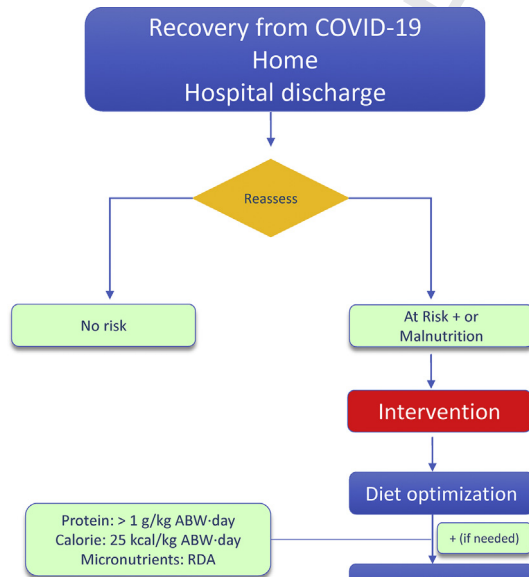 Recovery from COVID-19
Home
Hospital discharge
Reassess
No risk
At Risk + or
Malnutrition
Intervention
Diet optimization
Protein: > 1 g/kg ABW·day
Calorie: 25 kcal/kg ABW·day
Micronutrients: RDA
+ (if needed)